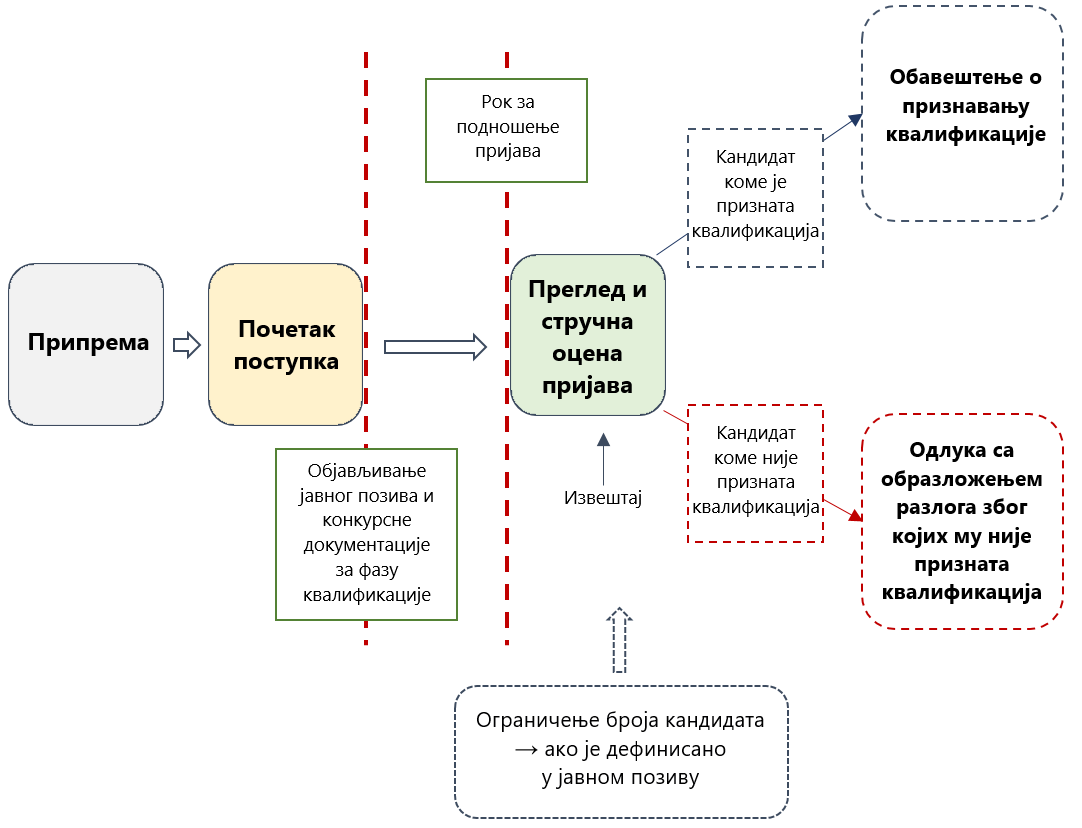 Припрема
Почетак
поступка
Објављивање
јавног позива и
конкурсне
документације
за фазу
квалификације
Рок за
подношење
пријава
Преглед и
стручна
оцена
пријава
Извештај
Кандидат
коме је
призната
квалификација
Обавештење о
признавању
квалификације
Кандидат
коме није
призната
квалификација
Одлука са
образложењем
разлога због
којих му није
призната
квалификација
Ограничење броја кандидата
→ ако је дефинисано
у јавном позиву